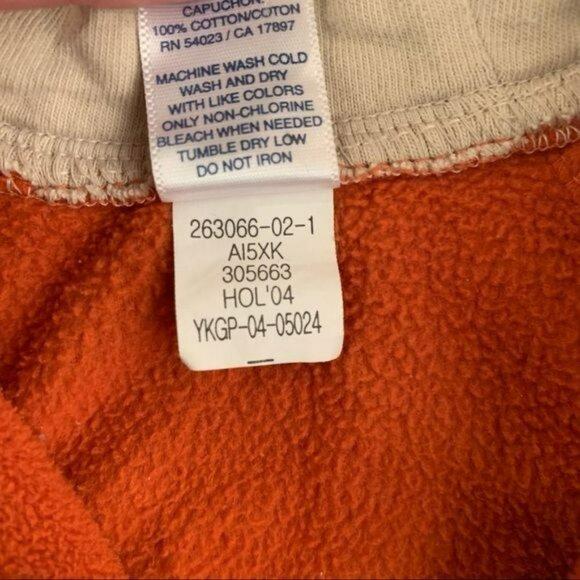 CAPUCHON:
100% COTTON/COTON
RN 54023 / CA 17897
MACHINE WASH COLD
WASH AND DRY
WITH LIKE COLORS
ONLY NON-CHLORINE
BLEACH WHEN NEEDED
TUMBLE DRY LOW
DO NOT IRON
263066-02-1
AI5XK
305663
HOL'04
YKGP-04-05024